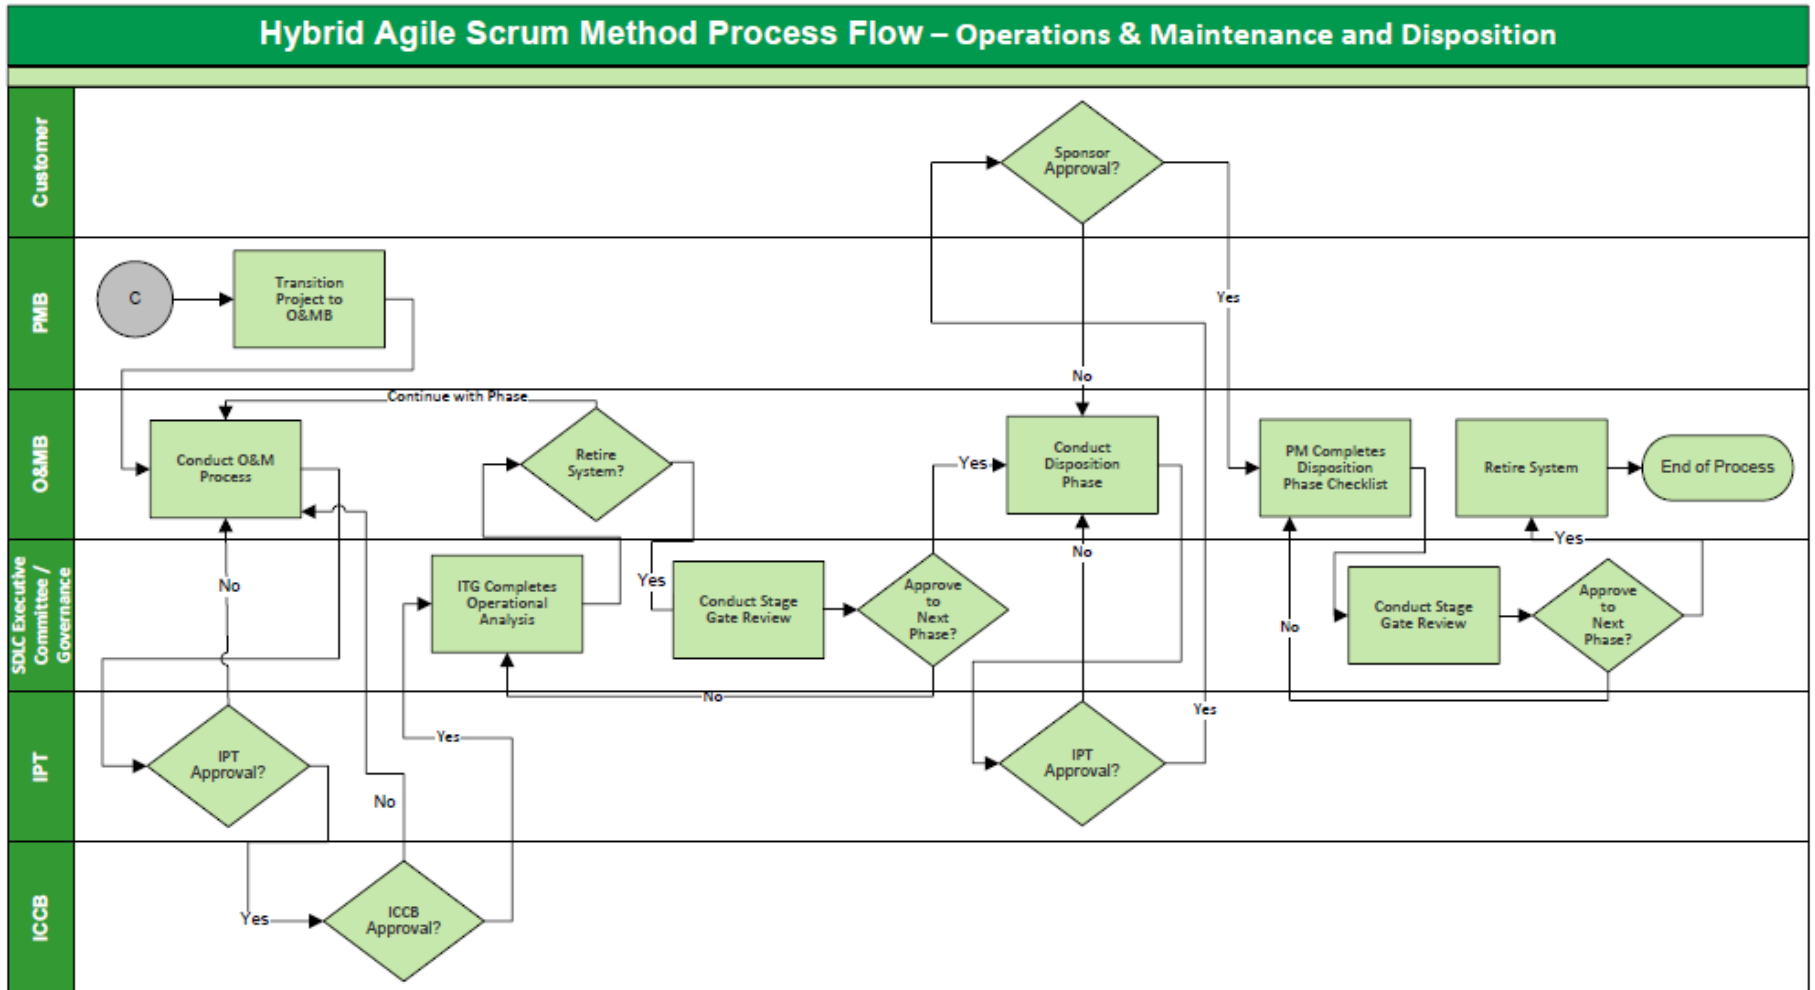 Hybrid Agile Scrum Method Process Flow – Operations & Maintenance and Disposition
Customer
Sponsor
Approval?
PMB
C
Transition
Project to
O&MB
Yes
No
O&MB
Continue with Phase
Conduct O&M
Process
Retire
System?
Yes
Conduct
Disposition
Phase
PM Completes
Disposition
Phase Checklist
Retire System
End of Process
SDLC Executive
Committee /
Governance
No
ITG Completes
Operational
Analysis
Yes
Conduct Stage
Gate Review
Approve
to
Next
Phase?
No
No
Conduct Stage
Gate Review
Approve
to
Next
Phase?
Yes
No
IPT
IPT
Approval?
Yes
No
IPT
Approval?
Yes
ICCB
Yes
ICCB
Approval?